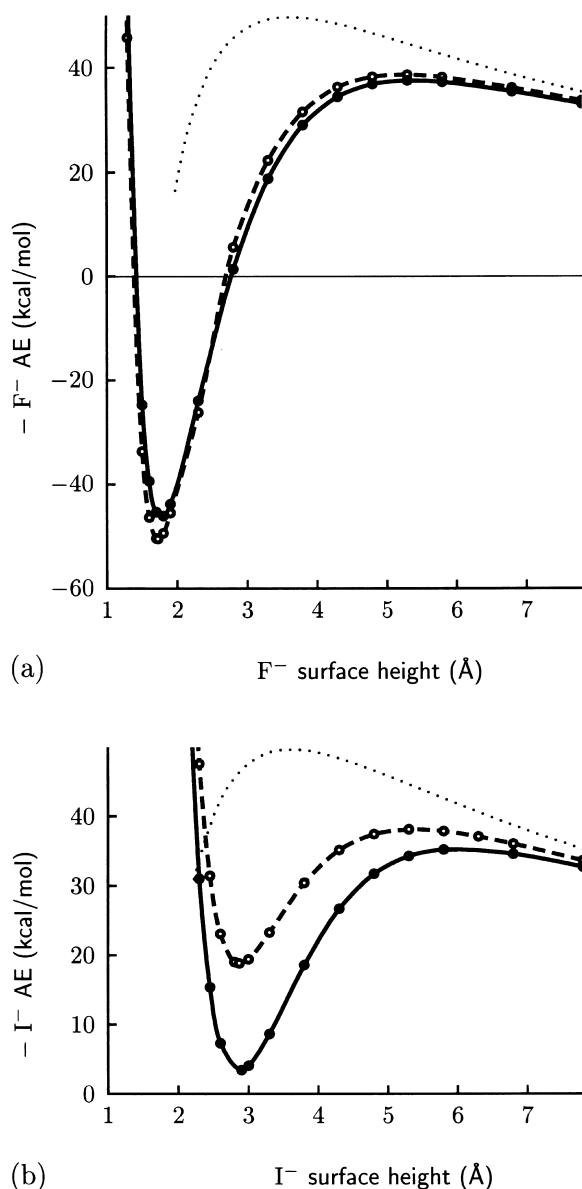 40
20
0
−20
−40
−60
− F⁻ AE (kcal/mol)
1 2 3 4 5 6 7
(a) F⁻ surface height (Å)
40
30
20
10
0
− I⁻ AE (kcal/mol)
1 2 3 4 5 6 7
(b) I⁻ surface height (Å)